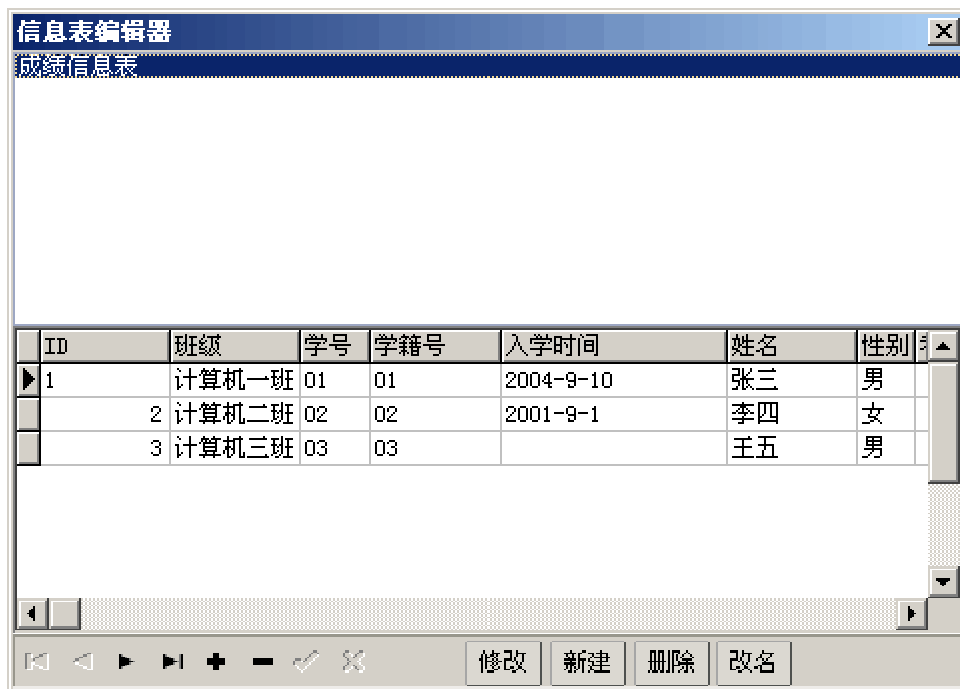 信息表编辑器
成绩信息表
ID 班级 学号 学籍号 入学时间 姓名 性别
1 计算机一班 01 01 2004-9-10 张三 男
2 计算机二班 02 02 2001-9-1 李四 女
3 计算机三班 03 03 王五 男
修改 新建 删除 改名